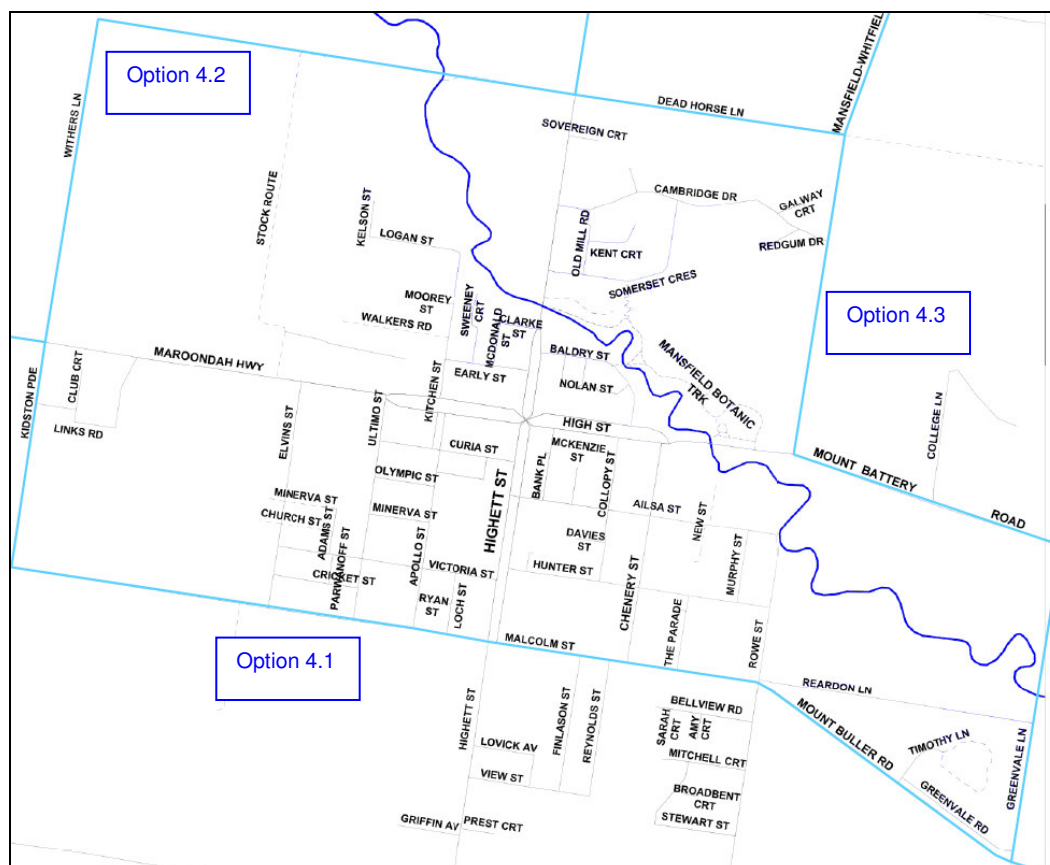 Option 4.2
WITHERS LN
STOCK ROUTE
DEAD HORSE LN
MANSFIELD-WHITFIELD
SOVEREIGN CRT
CAMBRIDGE DR
GALWAY
CRT
REDGUM DR
OLD MILL RD
KENT CRT
SOMERSET CRES
KELSON ST
LOGAN ST
MOOREY
ST
WALKERS RD
SWEENEY
CRT
MCDONALD
ST
CLARKE
ST
Option 4.3
MAROONDAH HWY
KITCHEN ST
EARLY ST
BALDRY ST
NOLAN ST
MANSFIELD BOTANIC
TRK
KIDSTON PDE
CLUB CRT
LINKS RD
ELVINS ST
ULTIMO ST
CURIA ST
HIGH ST
MCKENZIE
ST
BANK PL
COLLOPY ST
COLLEGE LN
MOUNT BATTERY
ROAD
OLYMPIC ST
HIGHETT ST
MINERVA ST
CHURCH ST
ADAMS ST
PARWANOFF ST
MINERVA ST
APOLLO ST
AILSA ST
NEW ST
DAVIES
ST
MURPHY ST
HUNTER ST
VICTORIA ST
CRICKET ST
RYAN
ST
LOCH ST
CHENERY ST
THE PARADE
ROWE ST
MALCOLM ST
Option 4.1
REARDON LN
MOUNT BULLER RD
HIGHETT ST
FINLASON ST
REYNOLDS ST
BELLVIEW RD
SARAH
CRT
AMY
CRT
MITCHELL CRT
LOVICK AV
VIEW ST
BROADBENT
CRT
STEWART ST
GRIFFIN AV
PREST CRT
TIMOTHY LN
GREENVALE RD
GREENVALE LN